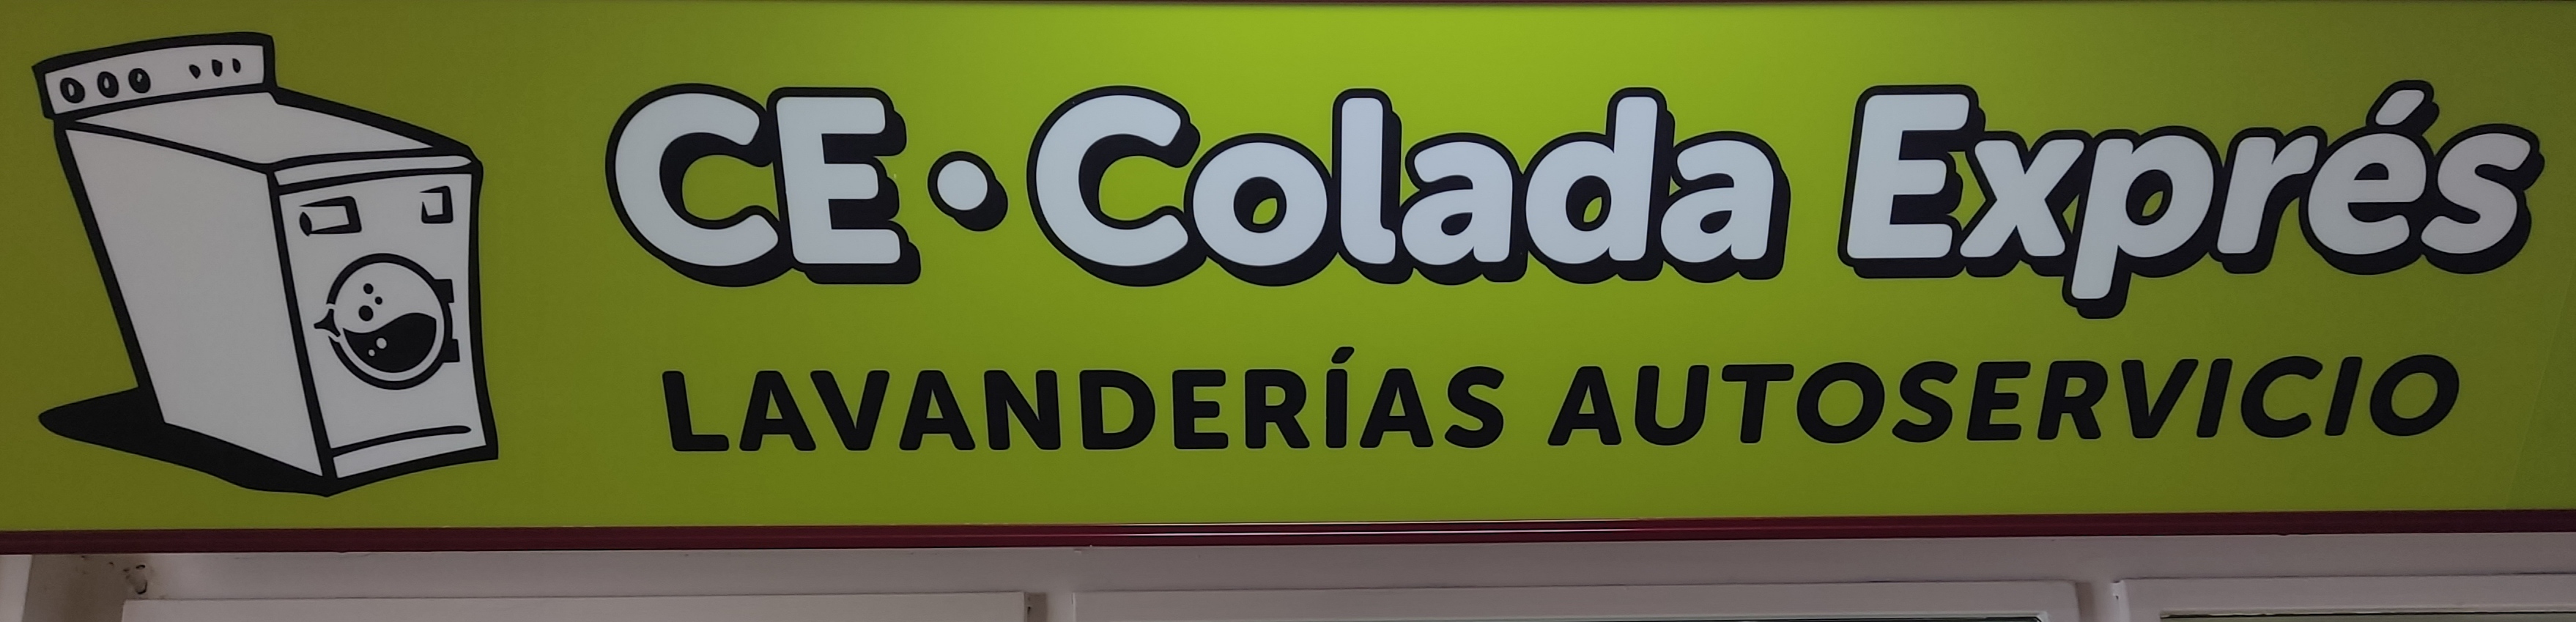 CE·Colada Exprés
LAVANDERÍAS AUTOSERVICIO